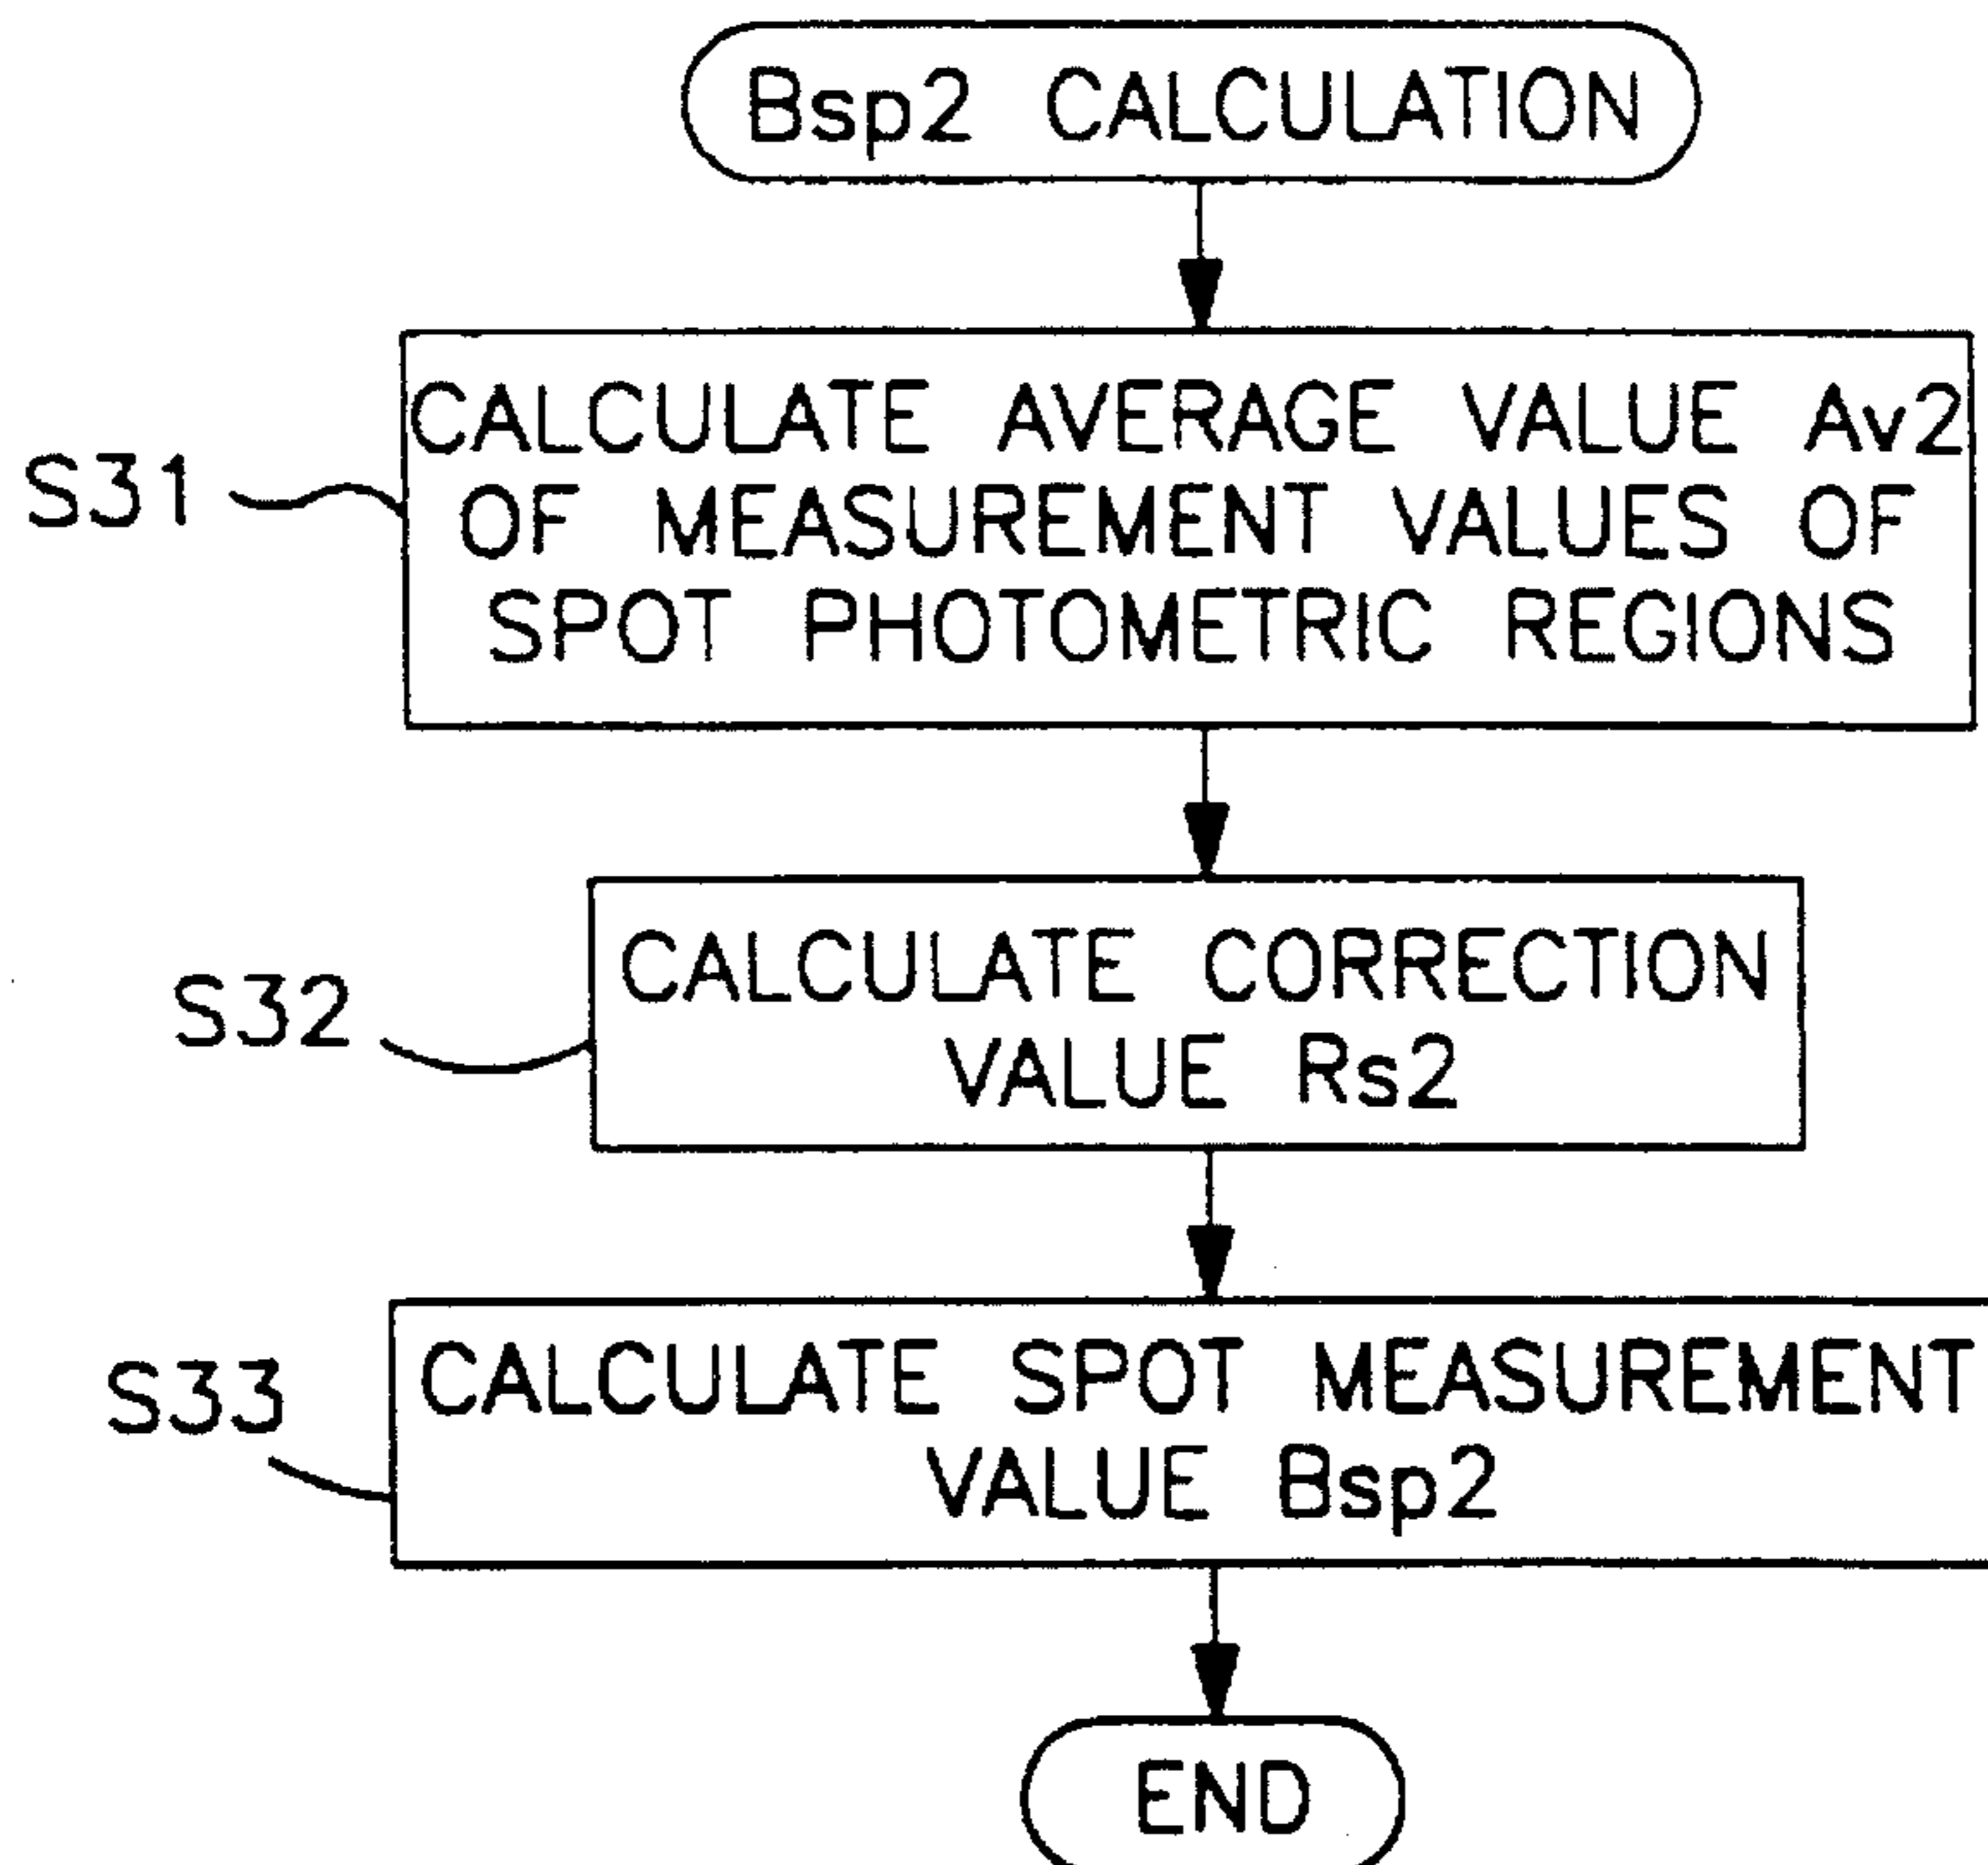 Bsp2 CALCULATION
S31
CALCULATE AVERAGE VALUE Av2
OF MEASUREMENT VALUES OF
SPOT PHOTOMETRIC REGIONS
S32
CALCULATE CORRECTION
VALUE Rs2
S33
CALCULATE SPOT MEASUREMENT
VALUE Bsp2
END